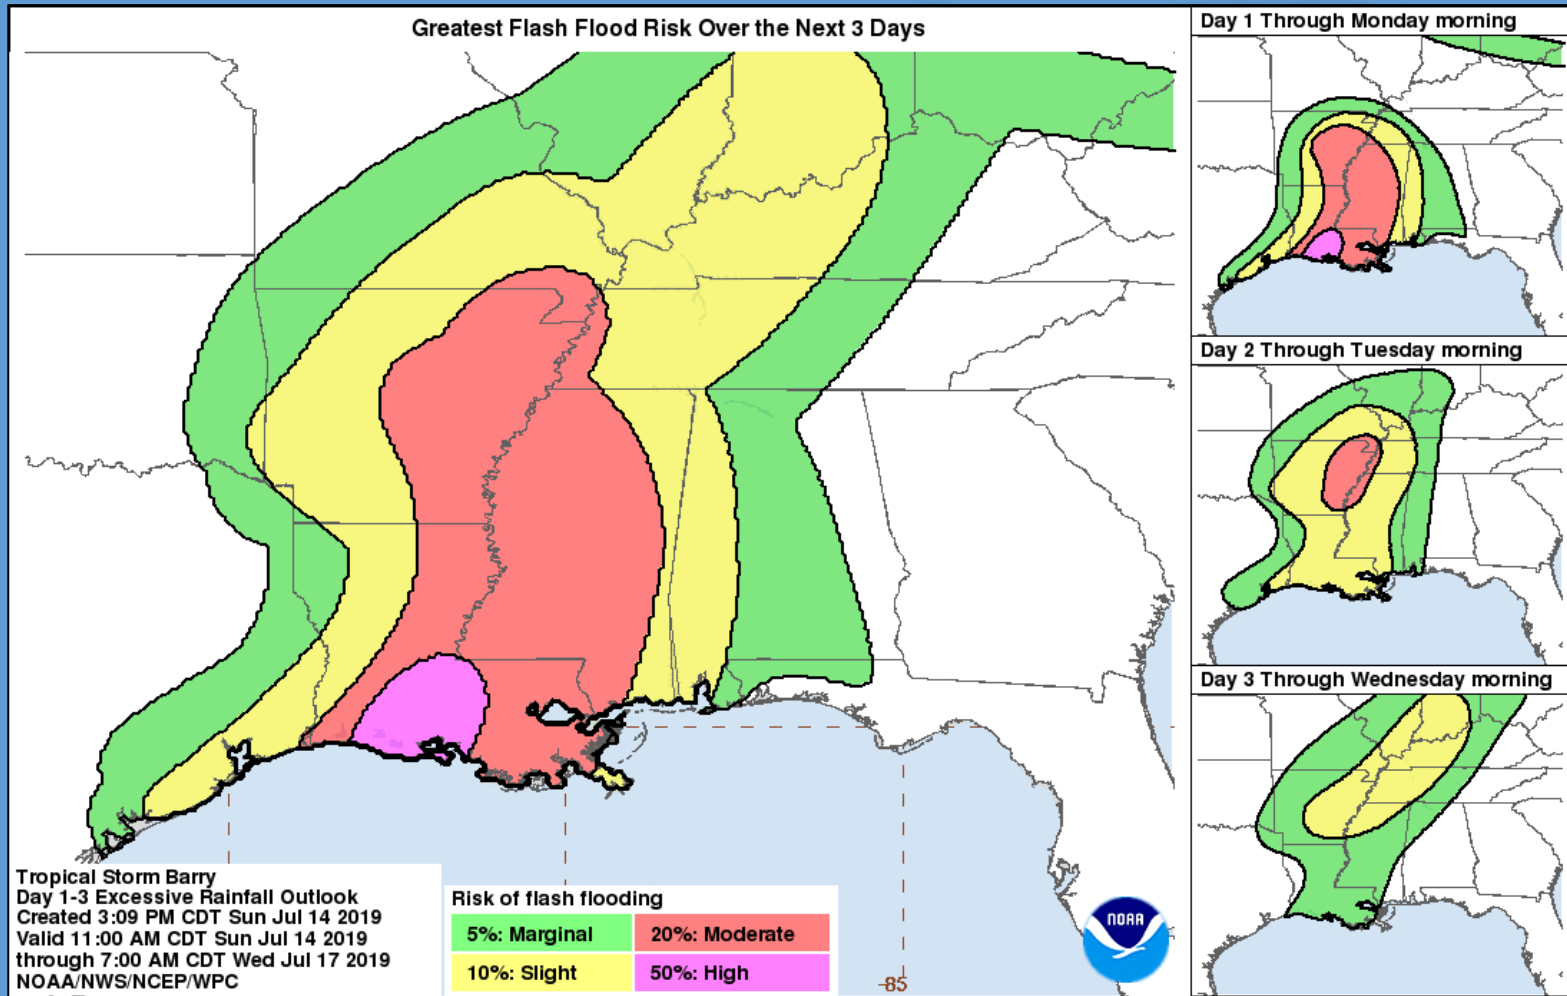 Greatest Flash Flood Risk Over the Next 3 Days
Day 1 Through Monday morning
Day 2 Through Tuesday morning
Day 3 Through Wednesday morning
Tropical Storm Barry
Day 1-3 Excessive Rainfall Outlook
Created 3:09 PM CDT Sun Jul 14 2019
Valid 11:00 AM CDT Sun Jul 14 2019
through 7:00 AM CDT Wed Jul 17 2019
NOAA/NWS/NCEP/WPC
Risk of flash flooding
5%: Marginal
20%: Moderate
10%: Slight
50%: High
-85
NOAA